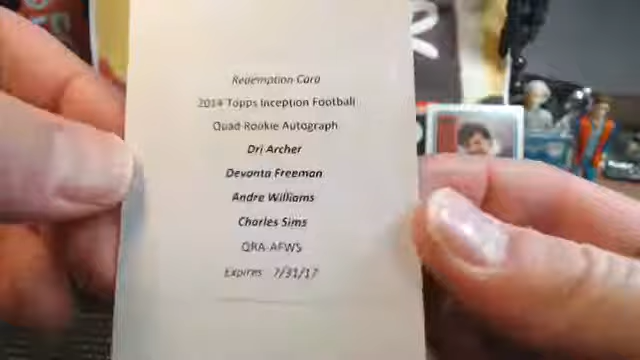 Redemption Card
2014 Topps Inception Football
Quad Rookie Autograph
Dri Archer
Devonta Freeman
Andre Williams
Charles Sims
QRA-AFWS
Expires 7/31/17